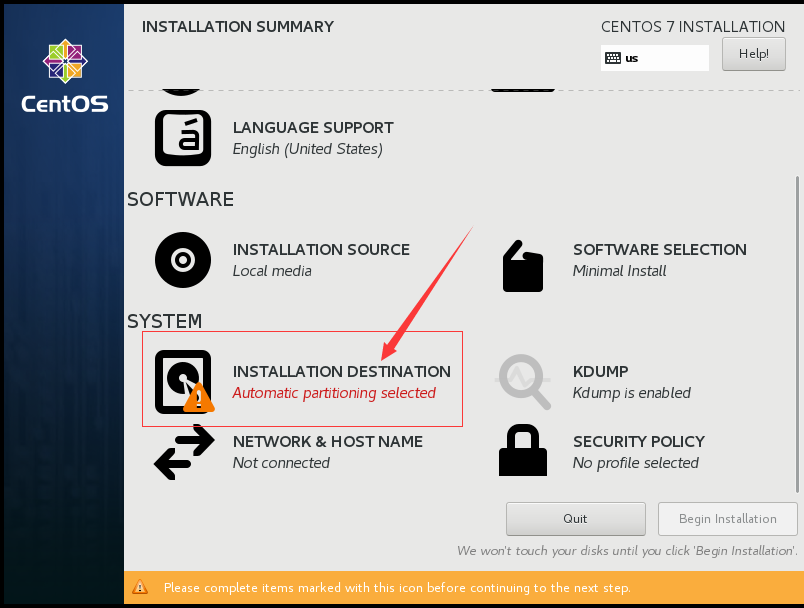 INSTALLATION SUMMARY
CENTOS 7 INSTALLATION
us
Help!
CentOS
LANGUAGE SUPPORT
English (United States)
SOFTWARE
INSTALLATION SOURCE
Local media
SOFTWARE SELECTION
Minimal Install
SYSTEM
INSTALLATION DESTINATION
Automatic partitioning selected
KDUMP
Kdump is enabled
NETWORK & HOST NAME
Not connected
SECURITY POLICY
No profile selected
Quit
Begin Installation
We won't touch your disks until you click 'Begin Installation'.
Please complete items marked with this icon before continuing to the next step.